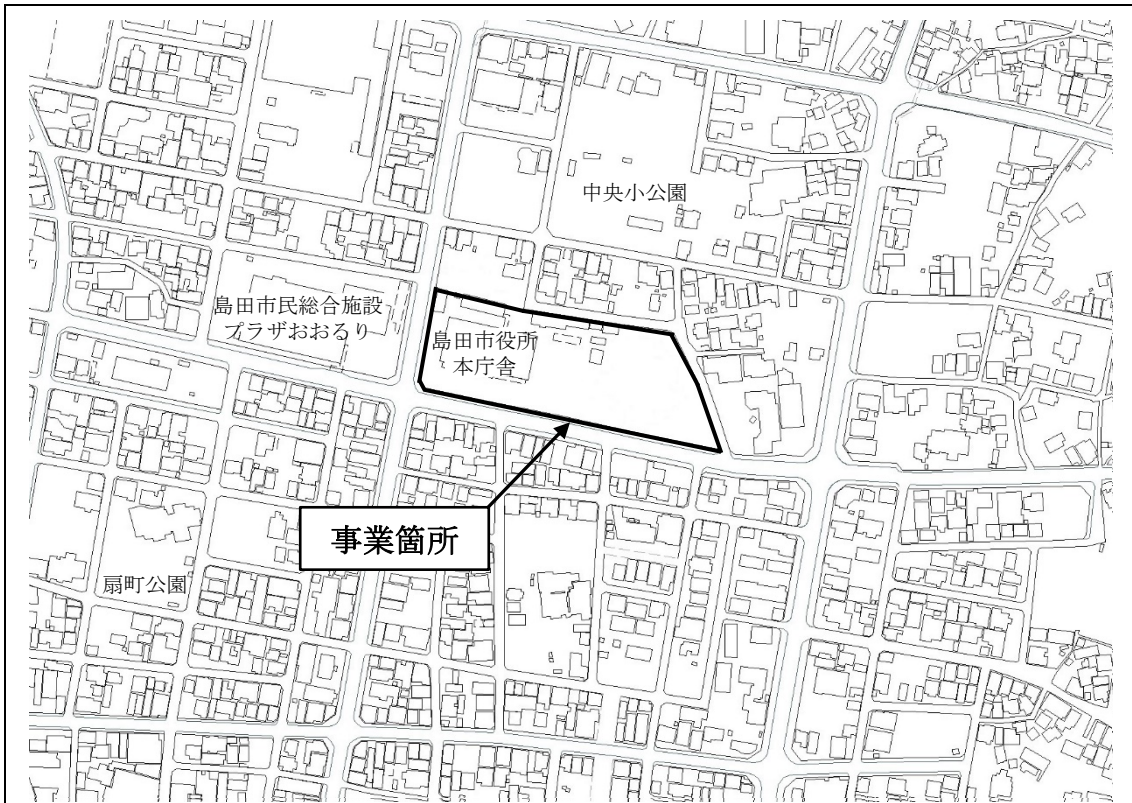 中央小公園
島田市民総合施設
プラザおおるり
島田市役所
本庁舎
事業箇所
扇町公園